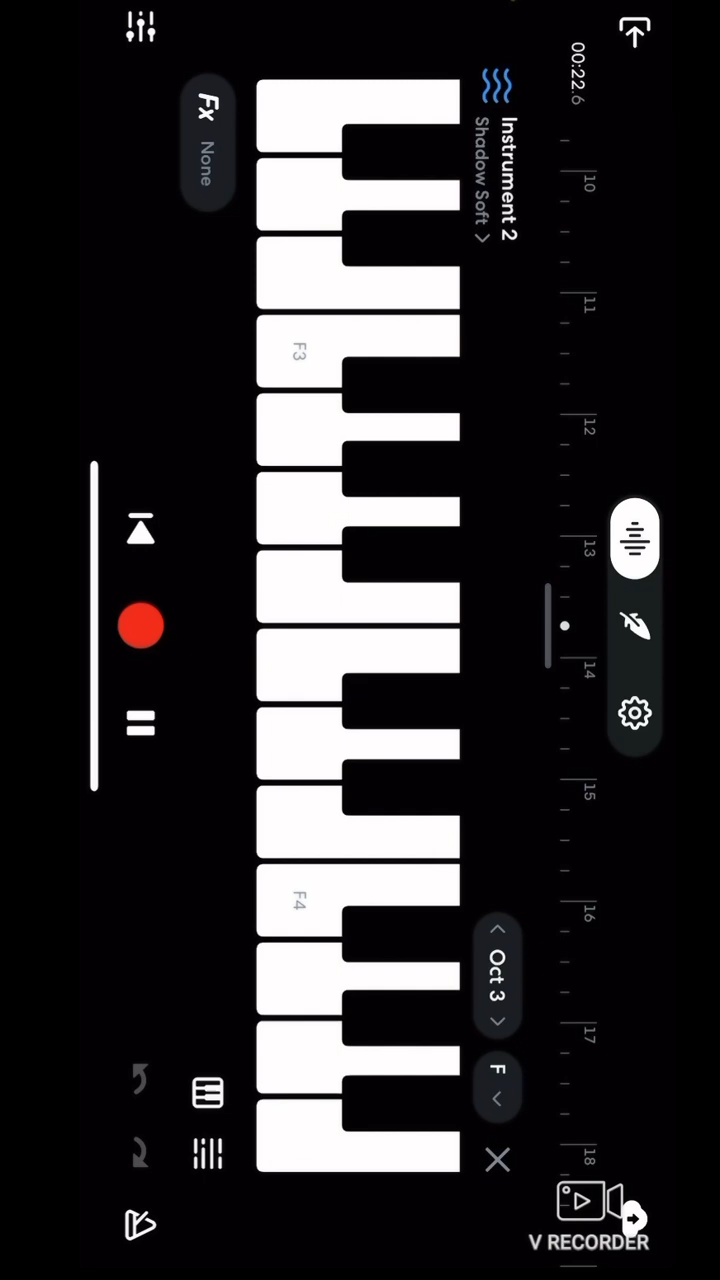 00:22.6
10
11
12
13
14
15
16
17
18
Instrument 2
Shadow Soft
Oct 3
F
F3
F4
Fx None
V RECORDER